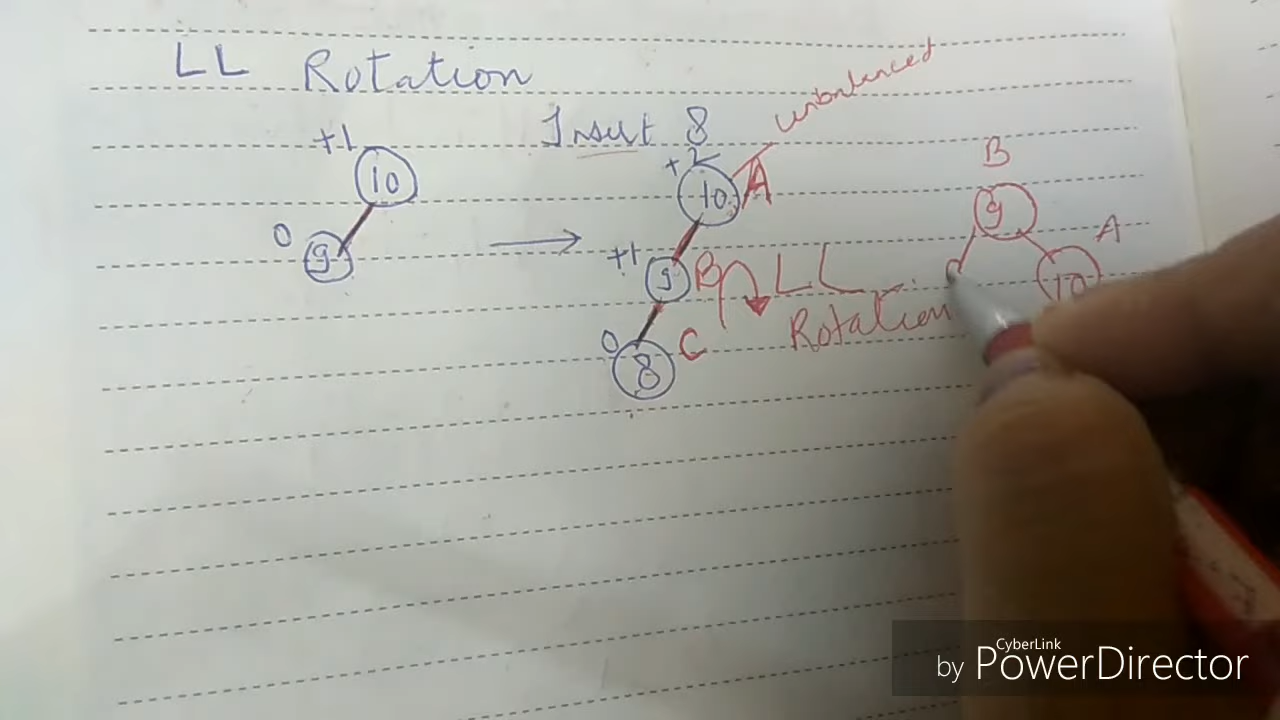 LL Rotation
Insert 8
unbalanced
+1
10
0
9
+2
10 A
+1
9 B
0
8 C
LL
Rotation
B
9
A
10
CyberLink
by PowerDirector